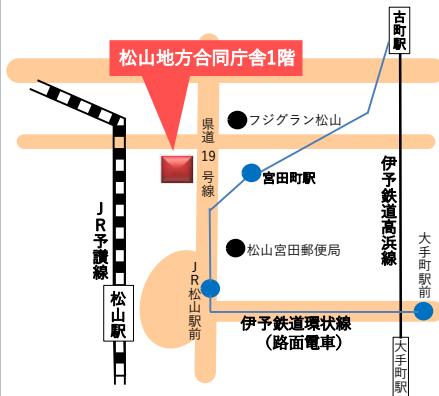 古町駅
松山地方合同庁舎1階
フジグラン松山
県道19号線
宮田町駅
伊予鉄道高浜線
JR予讃線
松山宮田郵便局
大手町駅前
JR松山駅前
松山駅
伊予鉄道環状線
（路面電車）
大手町駅